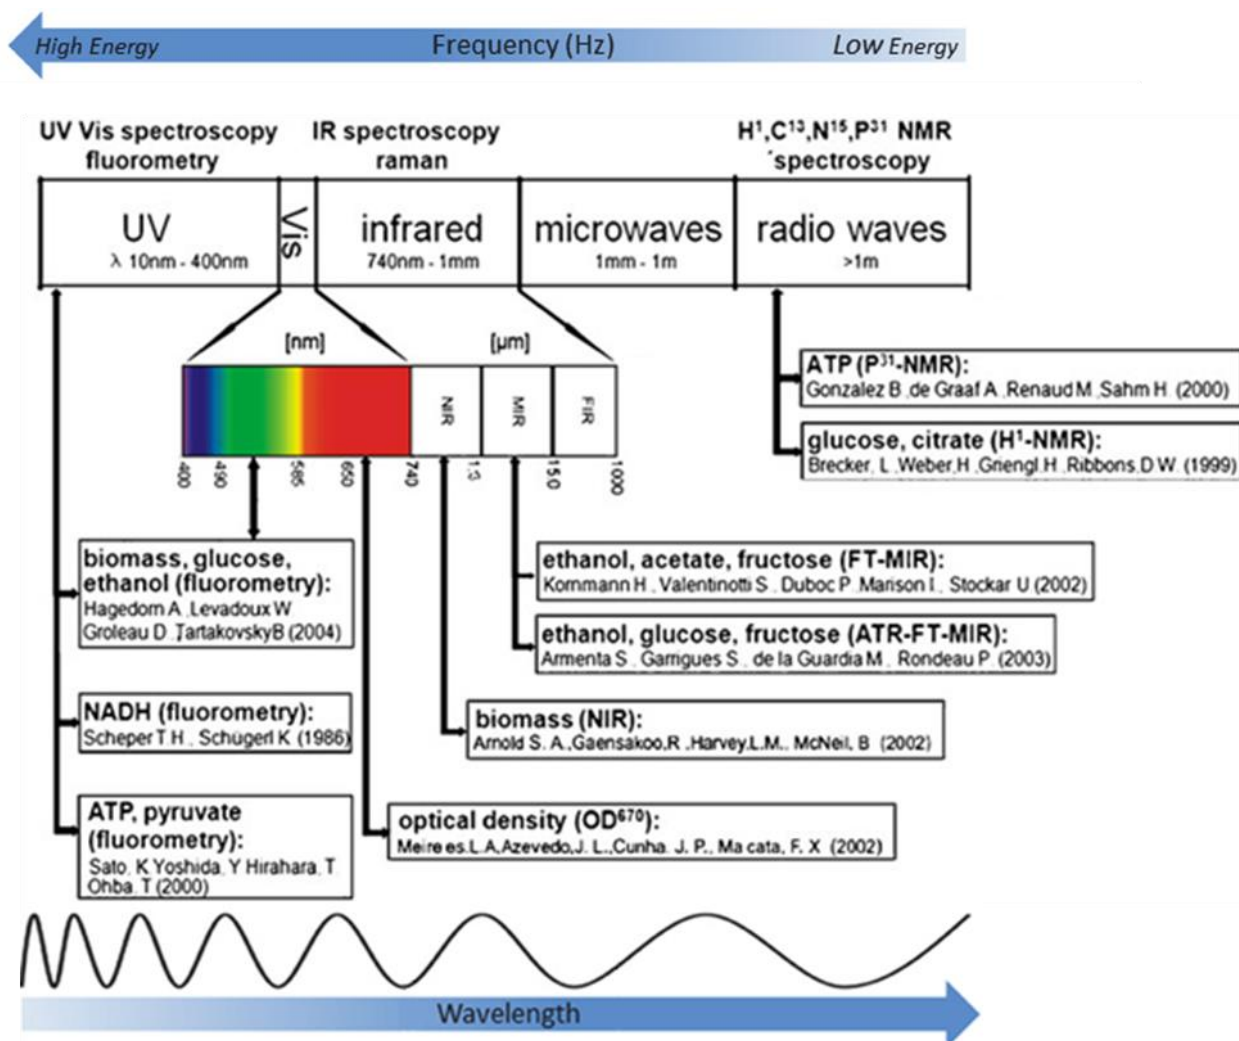 High Energy Frequency (Hz) Low Energy
UV Vis spectroscopy
fluorometry
IR spectroscopy
raman
H¹,C¹³,N¹⁵,P³¹ NMR
´spectroscopy
UV
λ 10nm - 400nm
Vis
infrared
740nm - 1mm
microwaves
1mm - 1m
radio waves
>1m
[nm]
[µm]
NIR
MIR
FIR
400
490
585
650
740
1.3
15.0
1000
ATP (P³¹-NMR):
Gonzalez B.,de Graaf A.,Renaud M.,Sahm H. (2000)
glucose, citrate (H¹-NMR):
Brecker, L.,Weber,H.,Griengl.H.,Ribbons,D.W. (1999)
biomass, glucose,
ethanol (fluorometry):
Hagedorn A.,Levadoux W.
Groleau D.,TartakovskyB (2004)
ethanol, acetate, fructose (FT-MIR):
Kornmann H., Valentinotti S., Duboc P.,Marison I., Stockar U (2002)
ethanol, glucose, fructose (ATR-FT-MIR):
Armenta S., Garrigues S., de la Guardia M., Rondeau P. (2003)
NADH (fluorometry):
Scheper T.H., Schügerl K. (1986)
biomass (NIR):
Arnold S. A.,Gaensakoo,R.,Harvey,L.M., McNeil, B. (2002)
ATP, pyruvate
(fluorometry):
Sato. K.Yoshida. Y Hirahara. T.
Ohba. T (2000)
optical density (OD⁶⁷⁰):
Meire es.L.A,Azevedo,J. L.,Cunha. J. P., Ma cata, F. X. (2002)
Wavelength